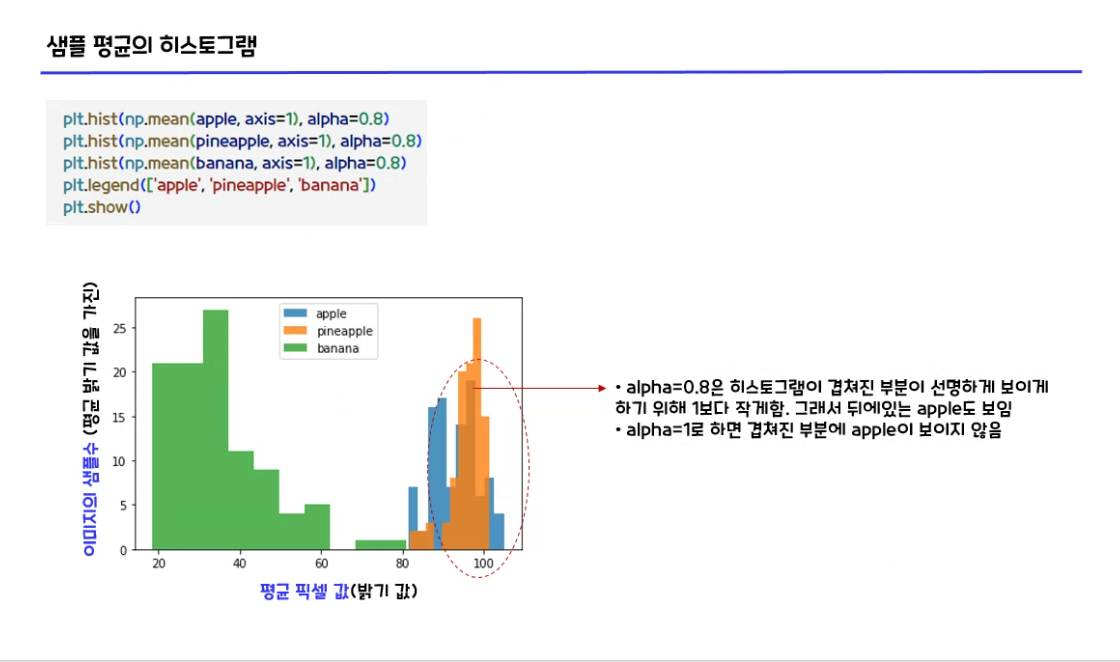 샘플 평균의 히스토그램
plt.hist(np.mean(apple, axis=1), alpha=0.8)
plt.hist(np.mean(pineapple, axis=1), alpha=0.8)
plt.hist(np.mean(banana, axis=1), alpha=0.8)
plt.legend(['apple', 'pineapple', 'banana'])
plt.show()
이미지의 샘플수 (평균 밝기 값을 가진)
25
20
15
10
5
0
apple
pineapple
banana
• alpha=0.8은 히스토그램이 겹쳐진 부분이 선명하게 보이게
하기 위해 1보다 작게함. 그래서 뒤에있는 apple도 보임
• alpha=1로 하면 겹쳐진 부분에 apple이 보이지 않음
20 40 60 80 100
평균 픽셀 값(밝기 값)